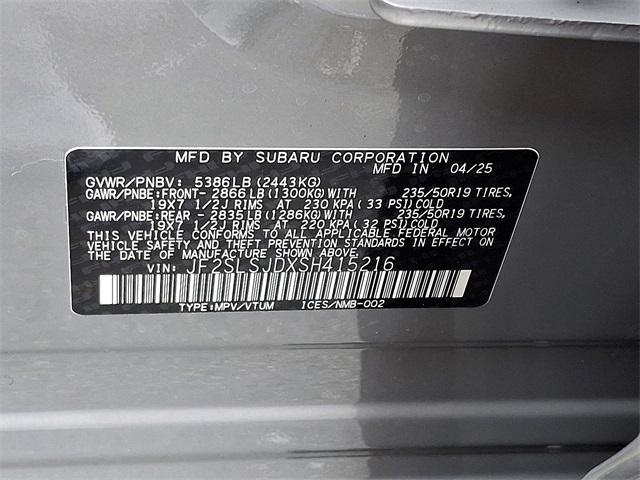 MFD BY SUBARU CORPORATION
MFD IN 04/25
GVWR/PNBV: 5386LB(2443KG)
GAWR/PNBE:FRONT- 2866LB(1300KG)WITH 235/50R19 TIRES,
19X7 1/2J RIMS AT 230 KPA(33 PSI)COLD
GAWR/PNBE:REAR - 2835LB(1286KG)WITH 235/50R19 TIRES,
19X7 1/2J RIMS AT 220 KPA(32 PSI)COLD
THIS VEHICLE CONFORMS TO ALL APPLICABLE FEDERAL MOTOR
VEHICLE SAFETY AND THEFT PREVENTION STANDARDS IN EFFECT
ON THE DATE OF MANUFACTURE SHOWN ABOVE.
VIN: JF2SLSJDXSH415216
TYPE:MPV/VTUM ICES/NMB-002